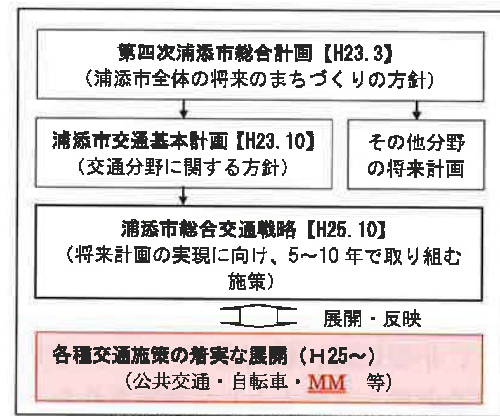 第四次浦添市総合計画【H23.3】
(浦添市全体の将来のまちづくりの方針)
浦添市交通基本計画【H23.10】
(交通分野に関する方針)
その他分野
の将来計画
浦添市総合交通戦略【H25.10】
(将来計画の実現に向け、5~10年で取り組む
施策)
展開・反映
各種交通施策の着実な展開(H25~)
(公共交通・自転車・MM 等)